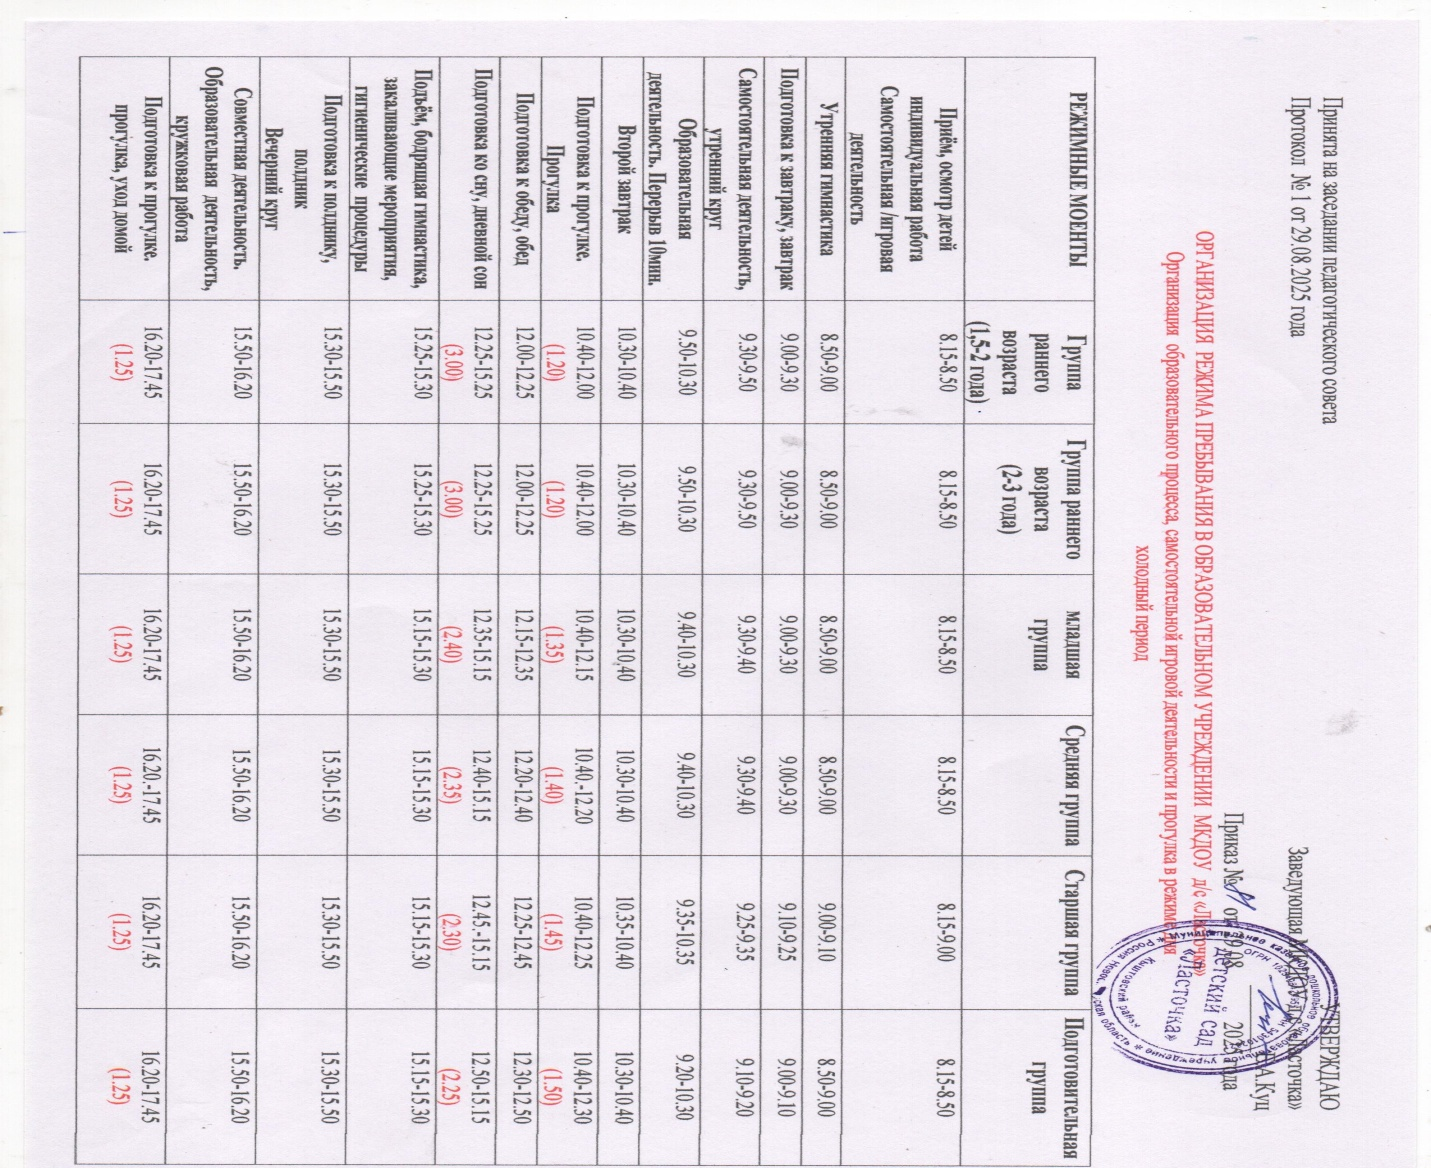 Принята на заседании педагогического совета
Протокол № 1 от 29.08.2025 года
УТВЕРЖДАЮ
Заведующая МКДОУ д/с «Ласточка»
А.Куц
Приказ № от 29.08 2025 года
ОРГАНИЗАЦИЯ РЕЖИМА ПРЕБЫВАНИЯ В ОБРАЗОВАТЕЛЬНОМ УЧРЕЖДЕНИИ МКДОУ д/с «Ласточка»
Организация образовательного процесса, самостоятельной игровой деятельности и прогулка в режиме дня
холодный период
РЕЖИМНЫЕ МОМЕНТЫ
Группа раннего возраста (1,5-2 года)
Группа раннего возраста (2-3 года)
младшая группа
Средняя группа
Старшая группа
Подготовительная группа
Приём, осмотр детей
индивидуальная работа
Самостоятельная /игровая
деятельность
8.15-8.50 8.15-8.50 8.15-8.50 8.15-8.50 8.15-9.00 8.15-8.50
Утренняя гимнастика 8.50-9.00 8.50-9.00 8.50-9.00 8.50-9.00 9.00-9.10 8.50-9.00
Подготовка к завтраку, завтрак 9.00-9.30 9.00-9.30 9.00-9.30 9.00-9.30 9.10-9.25 9.00-9.10
Самостоятельная деятельность,
утренний круг
9.30-9.50 9.30-9.50 9.30-9.40 9.30-9.40 9.25-9.35 9.10-9.20
Образовательная
деятельность. Перерыв 10мин.
9.50-10.30 9.50-10.30 9.40-10.30 9.40-10.30 9.35-10.35 9.20-10.30
Второй завтрак 10.30-10.40 10.30-10.40 10.30-10,40 10.30-10.40 10.35-10.40 10.30-10.40
Подготовка к прогулке. 10.40-12.00 10.40-12.00 10.40-12.15 10.40.-12.20 10.40-12.25 10.40-12.30
Прогулка (1.20) (1.20) (1.35) (1.40) (1.45) (1.50)
Подготовка к обеду, обед 12.00-12.25 12.00-12.25 12.15-12.35 12.20-12.40 12.25-12.45 12.30-12.50
Подготовка ко сну, дневной сон 12.25-15.25 12.25-15.25 12.35-15.15 12.40-15.15 12.45.-15.15 12.50-15.15
(3.00) (3.00) (2.40) (2.35) (2.30) (2.25)
Подъём, бодрящая гимнастика,
закаливающие мероприятия,
гигиенические процедуры
15.25-15.30 15.25-15.30 15.15-15.30 15.15-15.30 15.15-15.30 15.15-15.30
Подготовка к полднику,
полдник
Вечерний круг
15.30-15.50 15.30-15.50 15.30-15.50 15.30-15.50 15.30-15.50 15.30-15.50
Совместная деятельность.
Образовательная деятельность,
кружковая работа
15.50-16.20 15.50-16.20 15.50-16.20 15.50-16.20 15.50-16.20 15.50-16.20
Подготовка к прогулке. 16.20-17.45 16.20-17.45 16.20-17.45 16.20.-17.45 16.20-17.45 16.20-17.45
прогулка, уход домой (1.25) (1.25) (1.25) (1.25) (1.25) (1.25)
детский сад
«Ласточка»